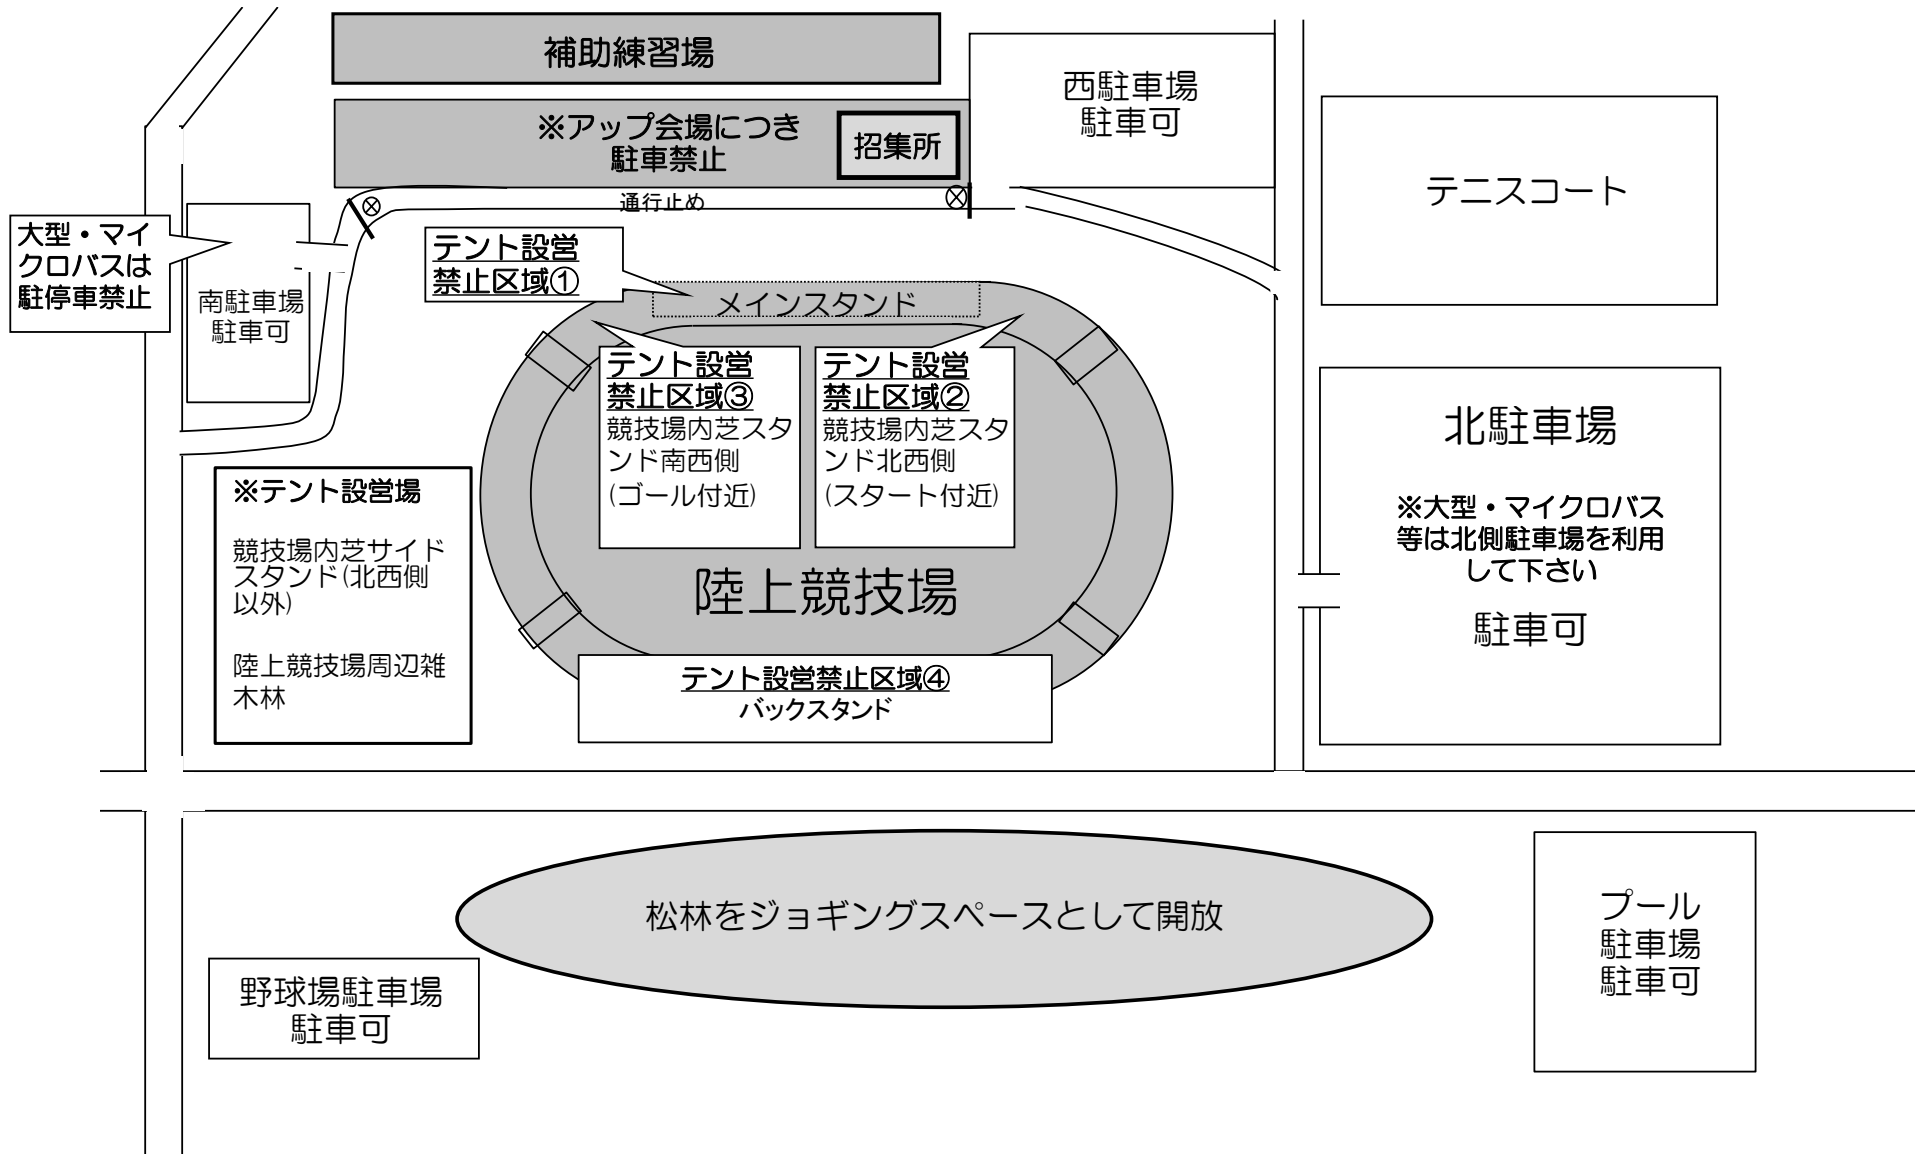 補助練習場
※アップ会場につき
駐車禁止
招集所
西駐車場
駐車可
テニスコート
通行止め
大型・マイ
クロバスは
駐停車禁止
南駐車場
駐車可
テント設営
禁止区域①
メインスタンド
テント設営
禁止区域③
競技場内芝スタ
ンド南西側
(ゴール付近)
テント設営
禁止区域②
競技場内芝スタ
ンド北西側
(スタート付近)
北駐車場
※大型・マイクロバス
等は北側駐車場を利用
して下さい
駐車可
※テント設営場
競技場内芝サイド
スタンド(北西側
以外)
陸上競技場周辺雑
木林
陸上競技場
テント設営禁止区域④
バックスタンド
松林をジョギングスペースとして開放
プール
駐車場
駐車可
野球場駐車場
駐車可